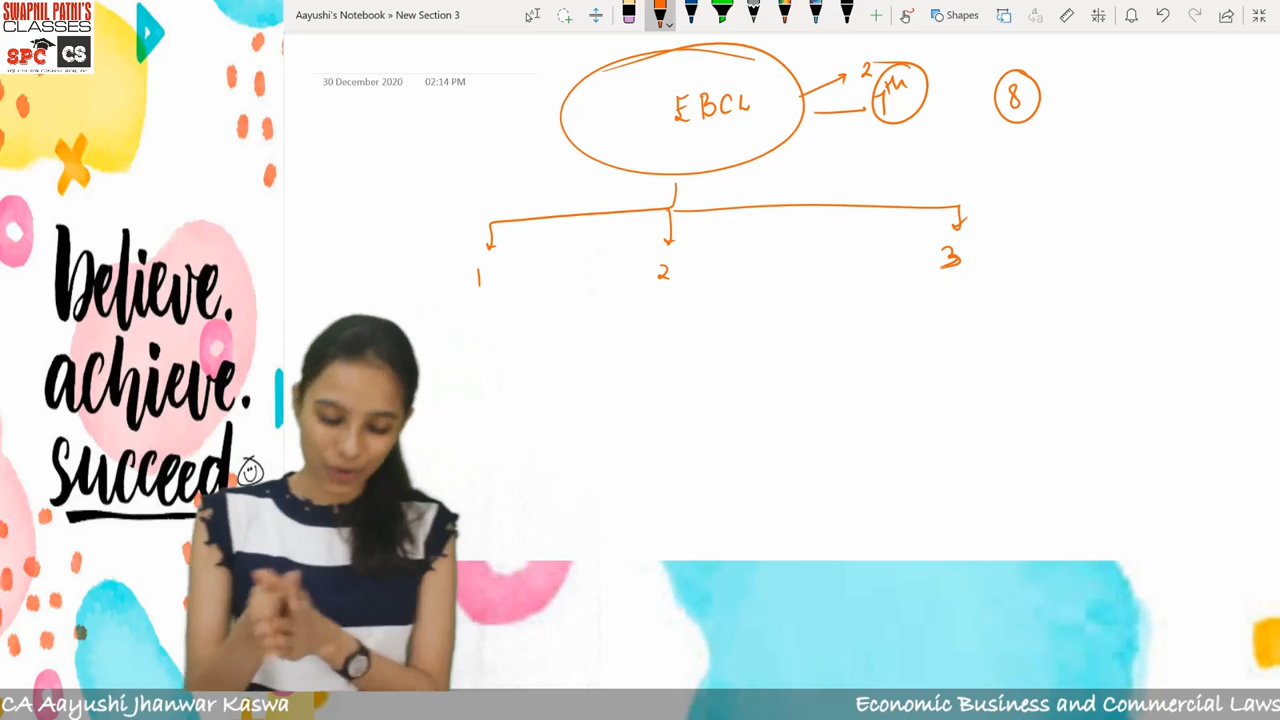 SWAPNIL PATNI'S
CLASSES
SPC CS
Aayushi's Notebook » New Section 3
Shapes
30 December 2020 02:14 PM
EBCL
2
7th
8
1
2
3
Believe.
achieve.
succeed.
CA Aayushi Jhanwar Kaswa
Economic Business and Commercial Laws